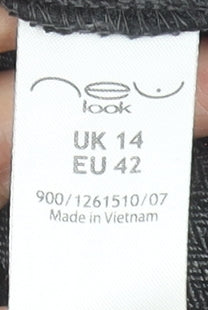 new
look
UK 14
EU 42
900/1261510/07
Made in Vietnam